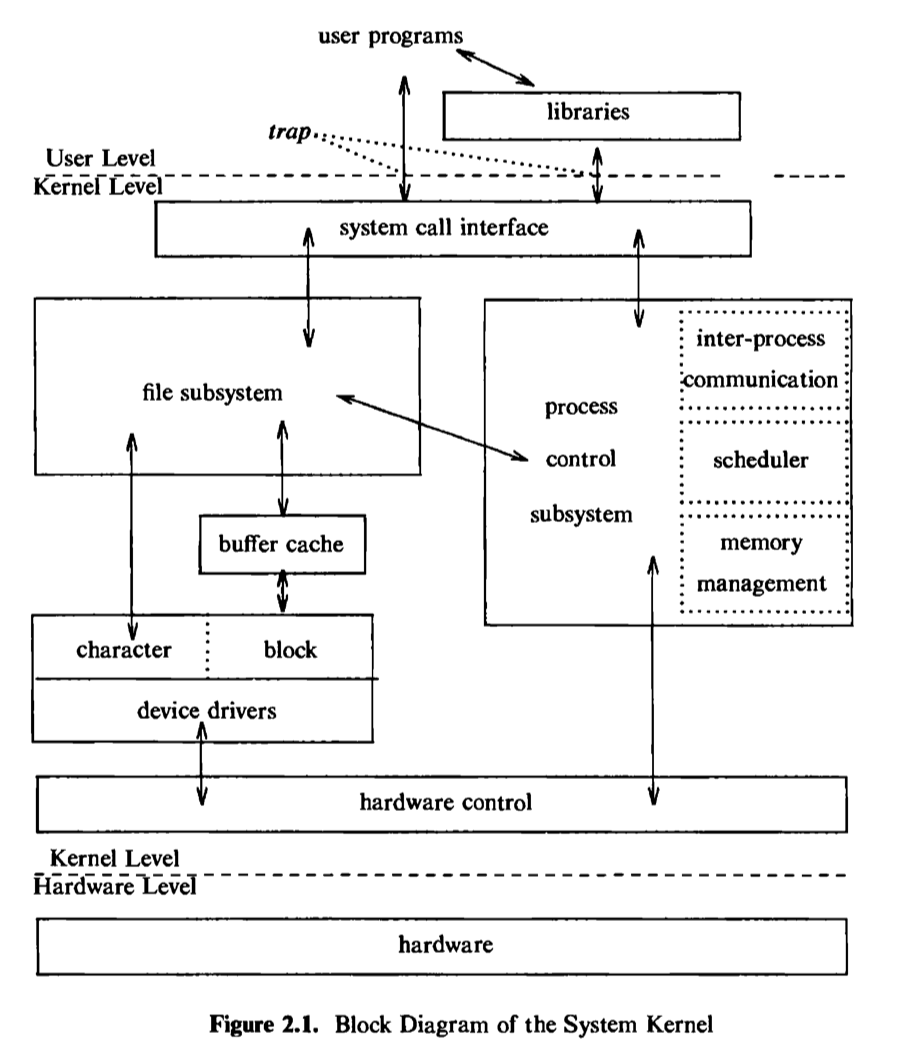 user programs
libraries
trap
User Level
Kernel Level
system call interface
file subsystem
process
control
subsystem
inter-process
communication
scheduler
memory
management
buffer cache
character
block
device drivers
hardware control
Kernel Level
Hardware Level
hardware
Figure 2.1. Block Diagram of the System Kernel